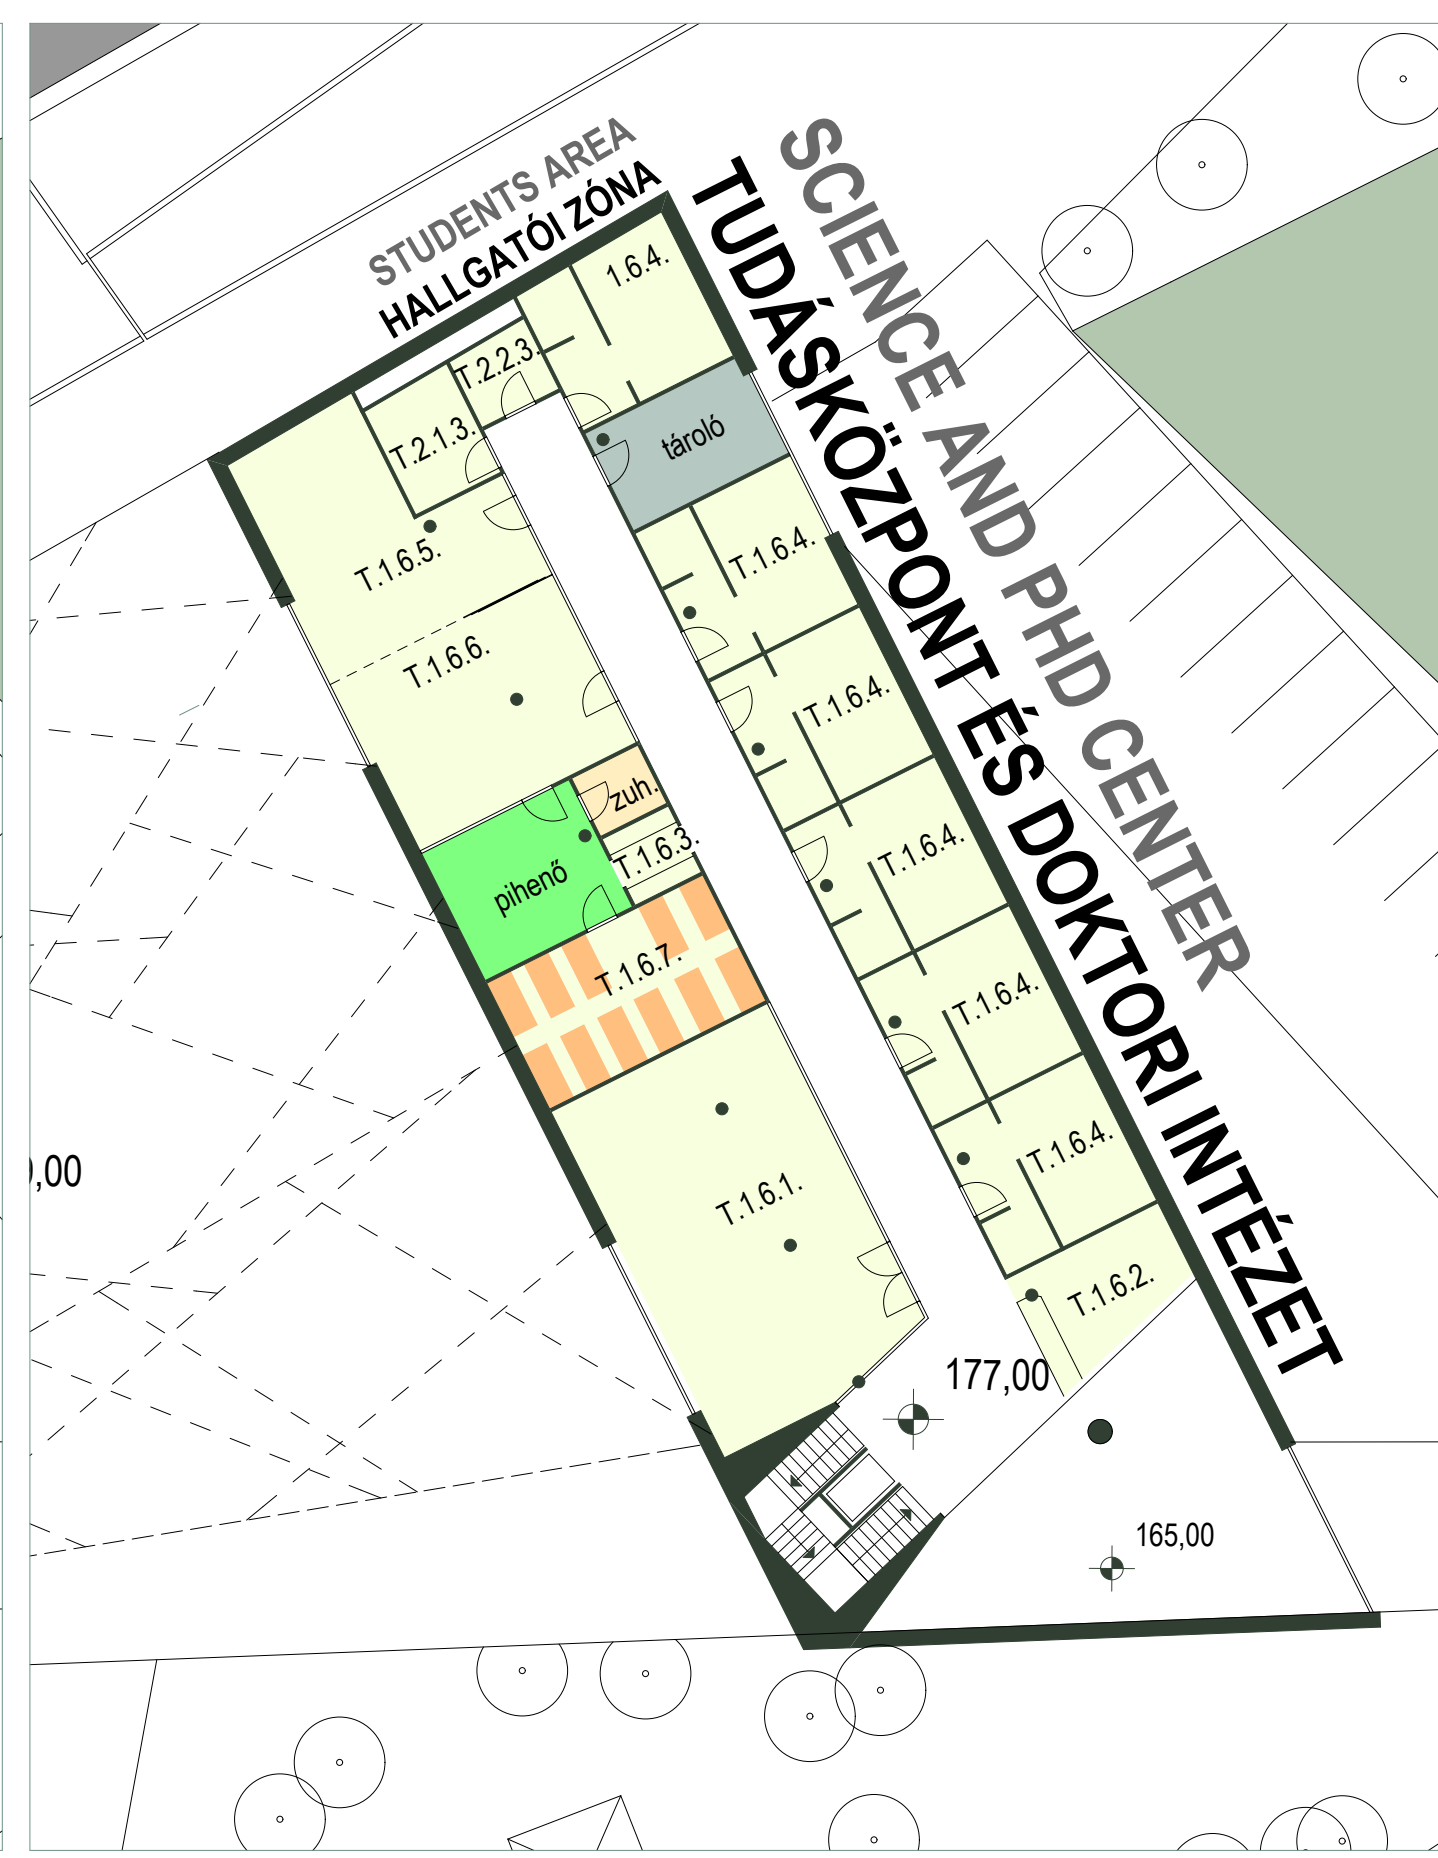 STUDENTS AREA
HALLGATÓI ZÓNA
SCIENCE AND PHD CENTER
TUDÁSKÖZPONT ÉS DOKTORI INTÉZET
1.6.4.
T.2.2.3.
T.2.1.3.
tároló
T.1.6.5.
T.1.6.4.
T.1.6.6.
T.1.6.4.
zuh.
T.1.6.3.
T.1.6.4.
pihenő
T.1.6.7.
T.1.6.4.
T.1.6.4.
,00
T.1.6.1.
T.1.6.2.
177,00
165,00